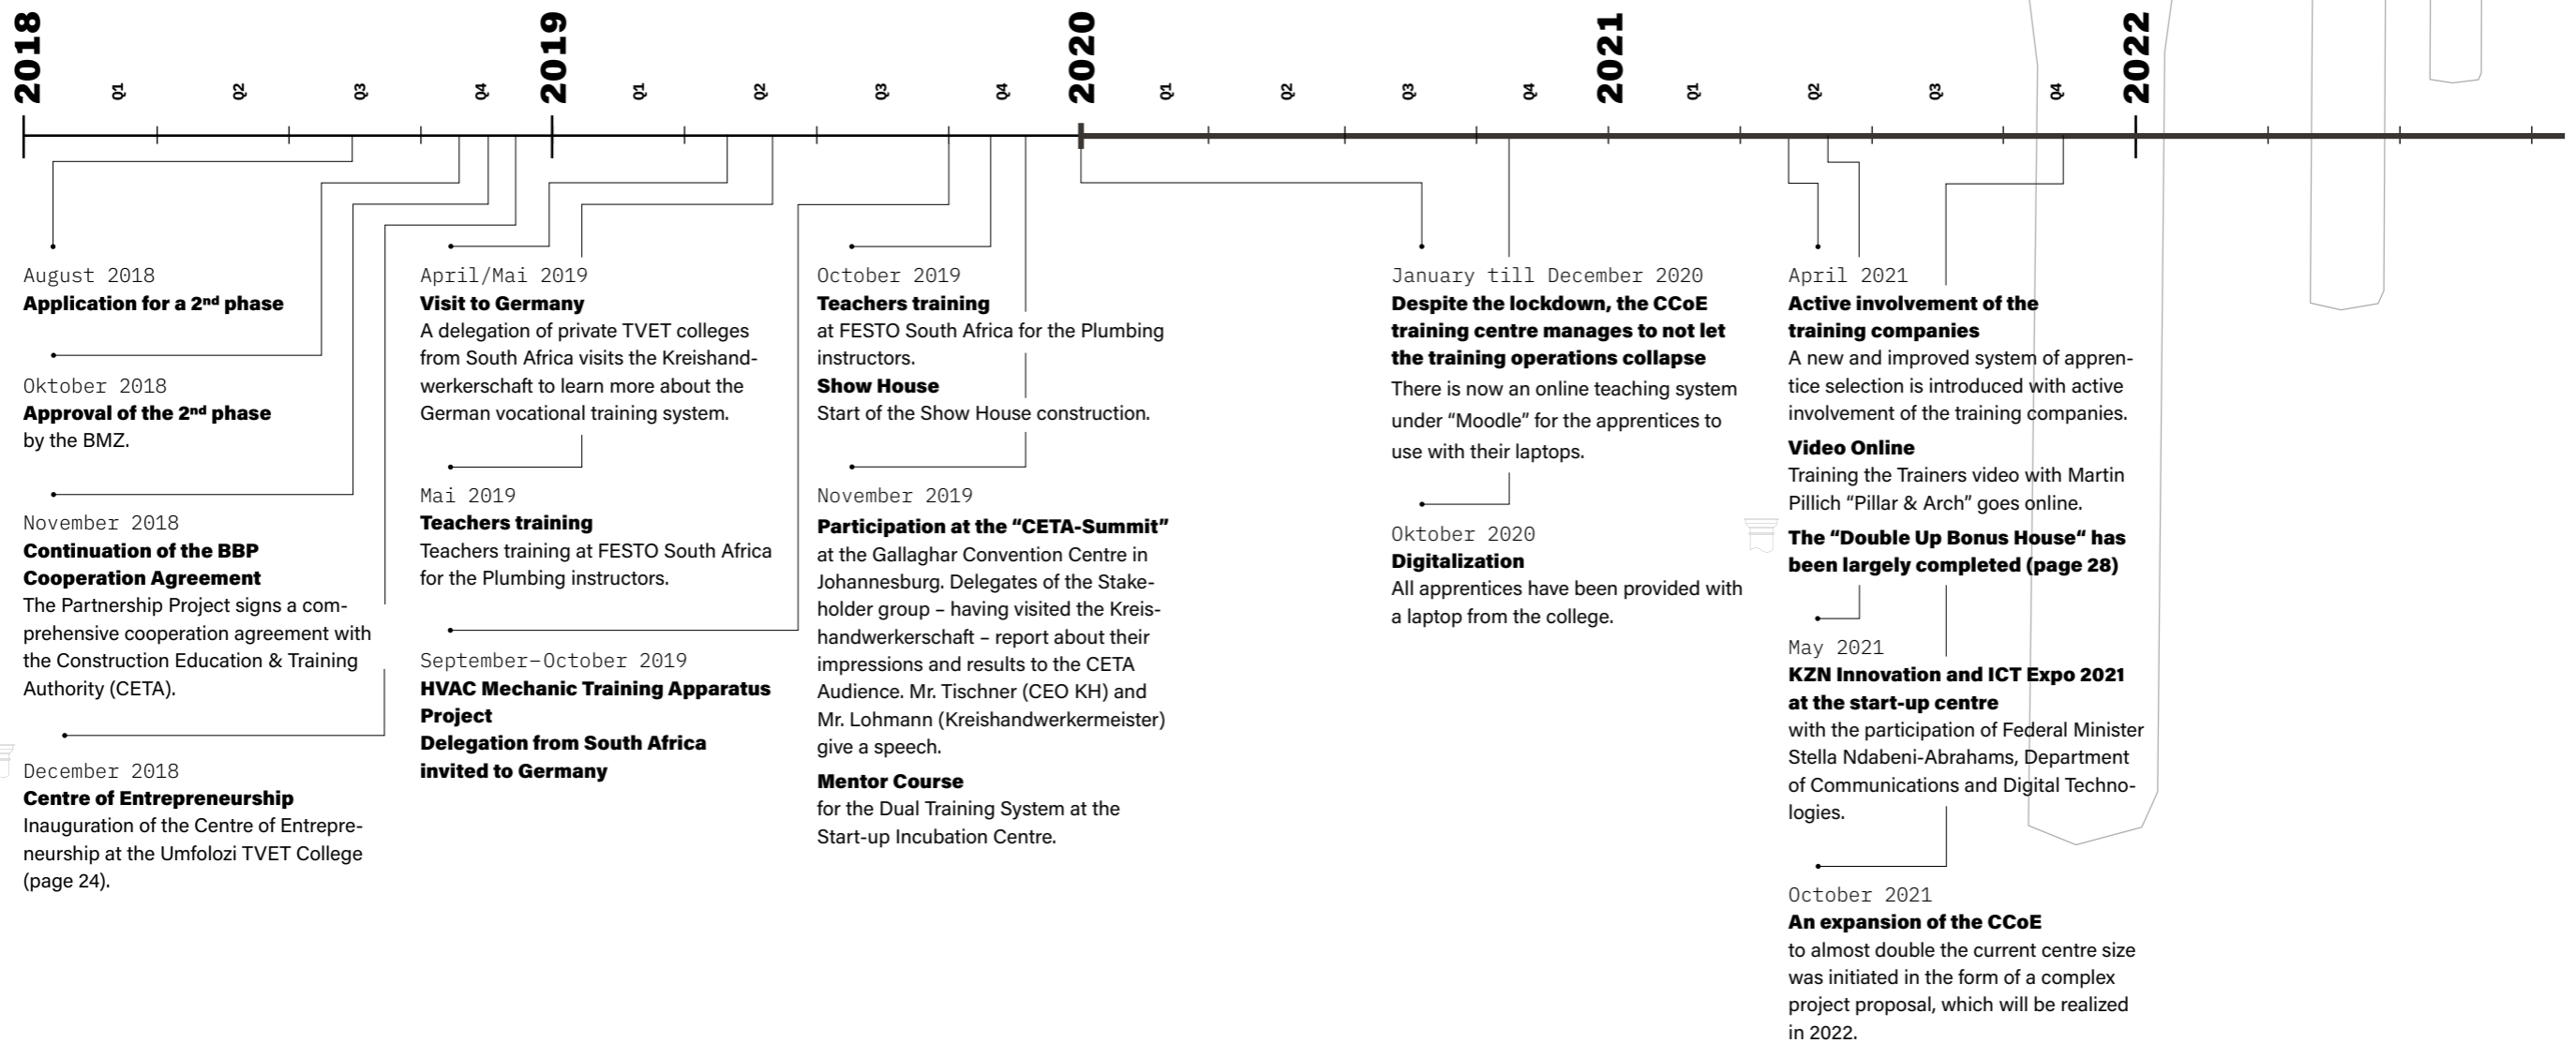 2018
Q1
Q2
Q3
Q4
2019
Q1
Q2
Q3
Q4
2020
Q1
Q2
Q3
Q4
2021
Q1
Q2
Q3
Q4
2022
August 2018
Application for a 2nd phase
Oktober 2018
Approval of the 2nd phase
by the BMZ.
November 2018
Continuation of the BBP
Cooperation Agreement
The Partnership Project signs a com-
prehensive cooperation agreement with
the Construction Education & Training
Authority (CETA).
December 2018
Centre of Entrepreneurship
Inauguration of the Centre of Entrepre-
neurship at the Umfolozi TVET College
(page 24).
April/Mai 2019
Visit to Germany
A delegation of private TVET colleges
from South Africa visits the Kreishand-
werkerschaft to learn more about the
German vocational training system.
Mai 2019
Teachers training
Teachers training at FESTO South Africa
for the Plumbing instructors.
September–October 2019
HVAC Mechanic Training Apparatus
Project
Delegation from South Africa
invited to Germany
October 2019
Teachers training
at FESTO South Africa for the Plumbing
instructors.
Show House
Start of the Show House construction.
November 2019
Participation at the “CETA-Summit”
at the Gallaghar Convention Centre in
Johannesburg. Delegates of the Stake-
holder group – having visited the Kreis-
handwerkerschaft – report about their
impressions and results to the CETA
Audience. Mr. Tischner (CEO KH) and
Mr. Lohmann (Kreishandwerkermeister)
give a speech.
Mentor Course
for the Dual Training System at the
Start-up Incubation Centre.
January till December 2020
Despite the lockdown, the CCoE
training centre manages to not let
the training operations collapse
There is now an online teaching system
under “Moodle” for the apprentices to
use with their laptops.
Oktober 2020
Digitalization
All apprentices have been provided with
a laptop from the college.
April 2021
Active involvement of the
training companies
A new and improved system of appren-
tice selection is introduced with active
involvement of the training companies.
Video Online
Training the Trainers video with Martin
Pillich “Pillar & Arch” goes online.
The “Double Up Bonus House“ has
been largely completed (page 28)
May 2021
KZN Innovation and ICT Expo 2021
at the start-up centre
with the participation of Federal Minister
Stella Ndabeni-Abrahams, Department
of Communications and Digital Techno-
logies.
October 2021
An expansion of the CCoE
to almost double the current centre size
was initiated in the form of a complex
project proposal, which will be realized
in 2022.